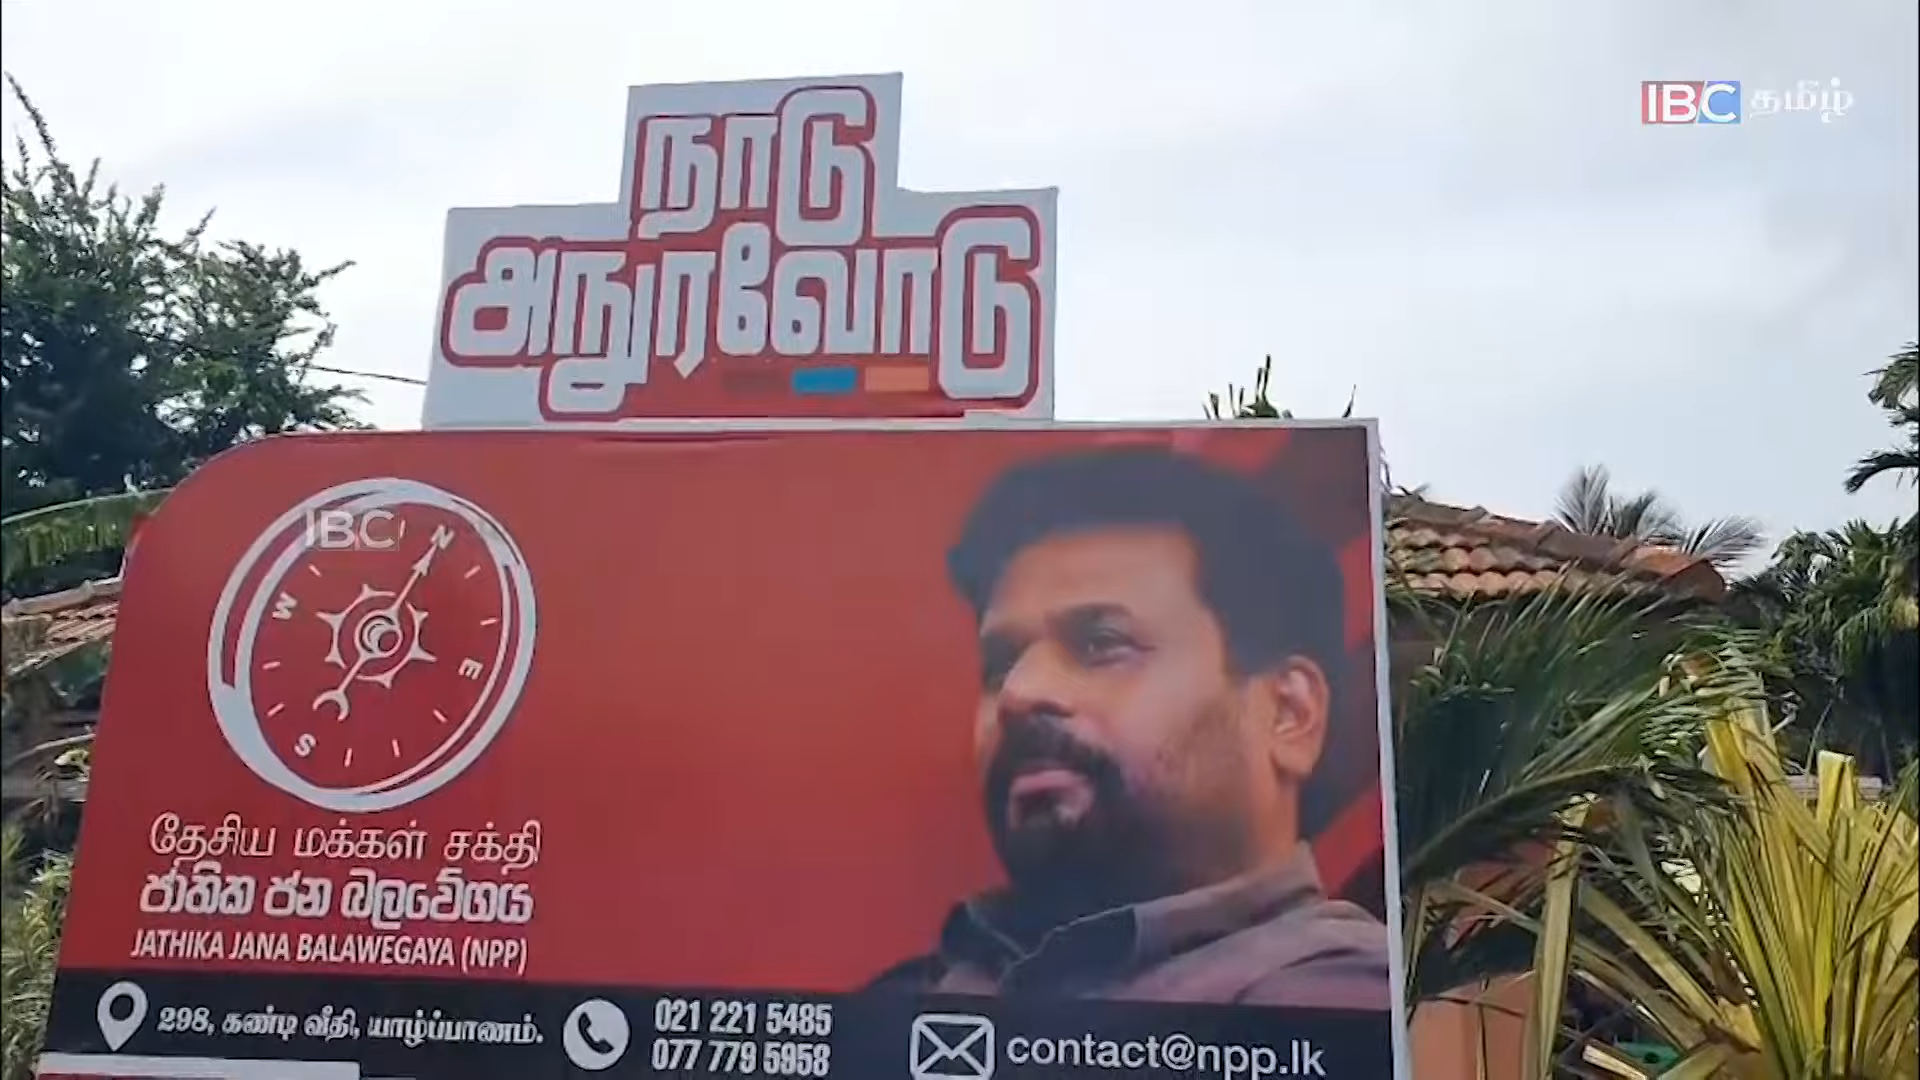 IBC தமிழ்
நாடு
அநுரவோடு
IBC
N
W
E
S
தேசிய மக்கள் சக்தி
ජාතික ජන බලවේගය
JATHIKA JANA BALAWEGAYA (NPP)
298, கண்டி வீதி, யாழ்ப்பாணம்.
021 221 5485
077 779 5958
contact@npp.lk